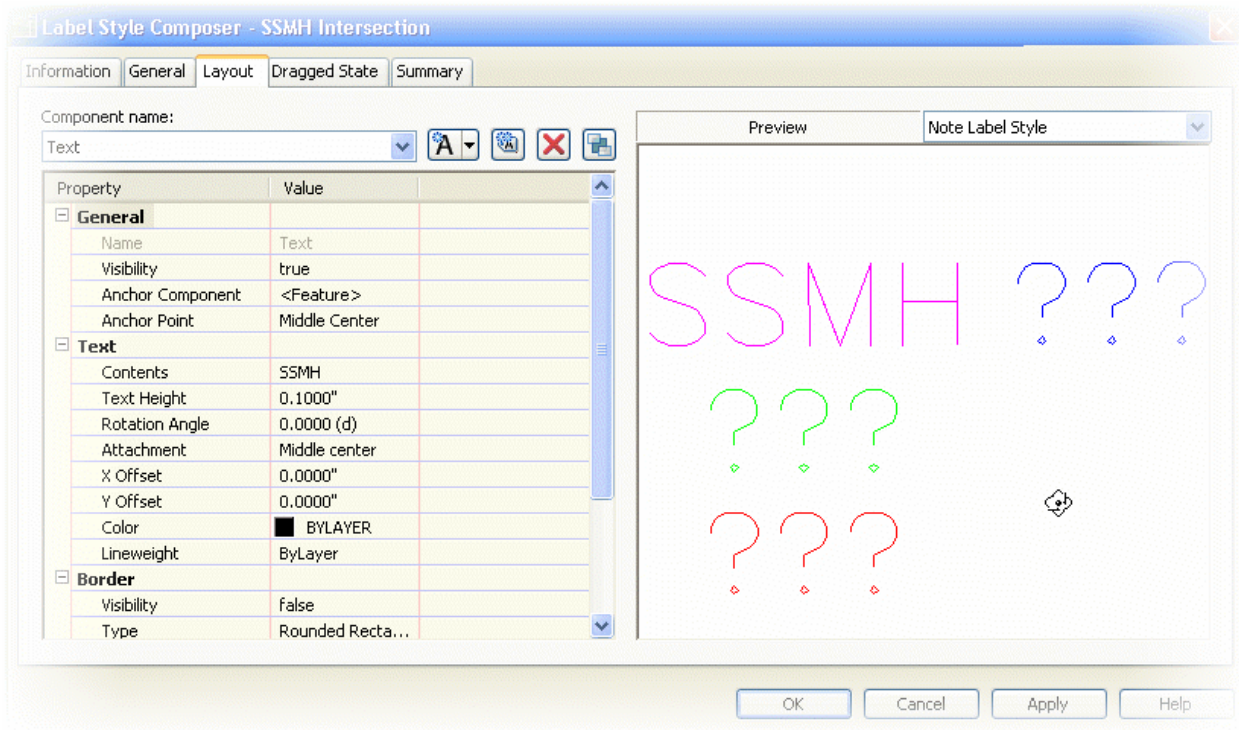 Label Style Composer - SSMH Intersection
Information General Layout Dragged State Summary
Component name:
Text
Preview Note Label Style
Property Value
General
Name Text
Visibility true
Anchor Component <Feature>
Anchor Point Middle Center
Text
Contents SSMH
Text Height 0.1000"
Rotation Angle 0.0000 (d)
Attachment Middle center
X Offset 0.0000"
Y Offset 0.0000"
Color BYLAYER
Lineweight ByLayer
Border
Visibility false
Type Rounded Recta...
SSMH ???
???
???
OK Cancel Apply Help